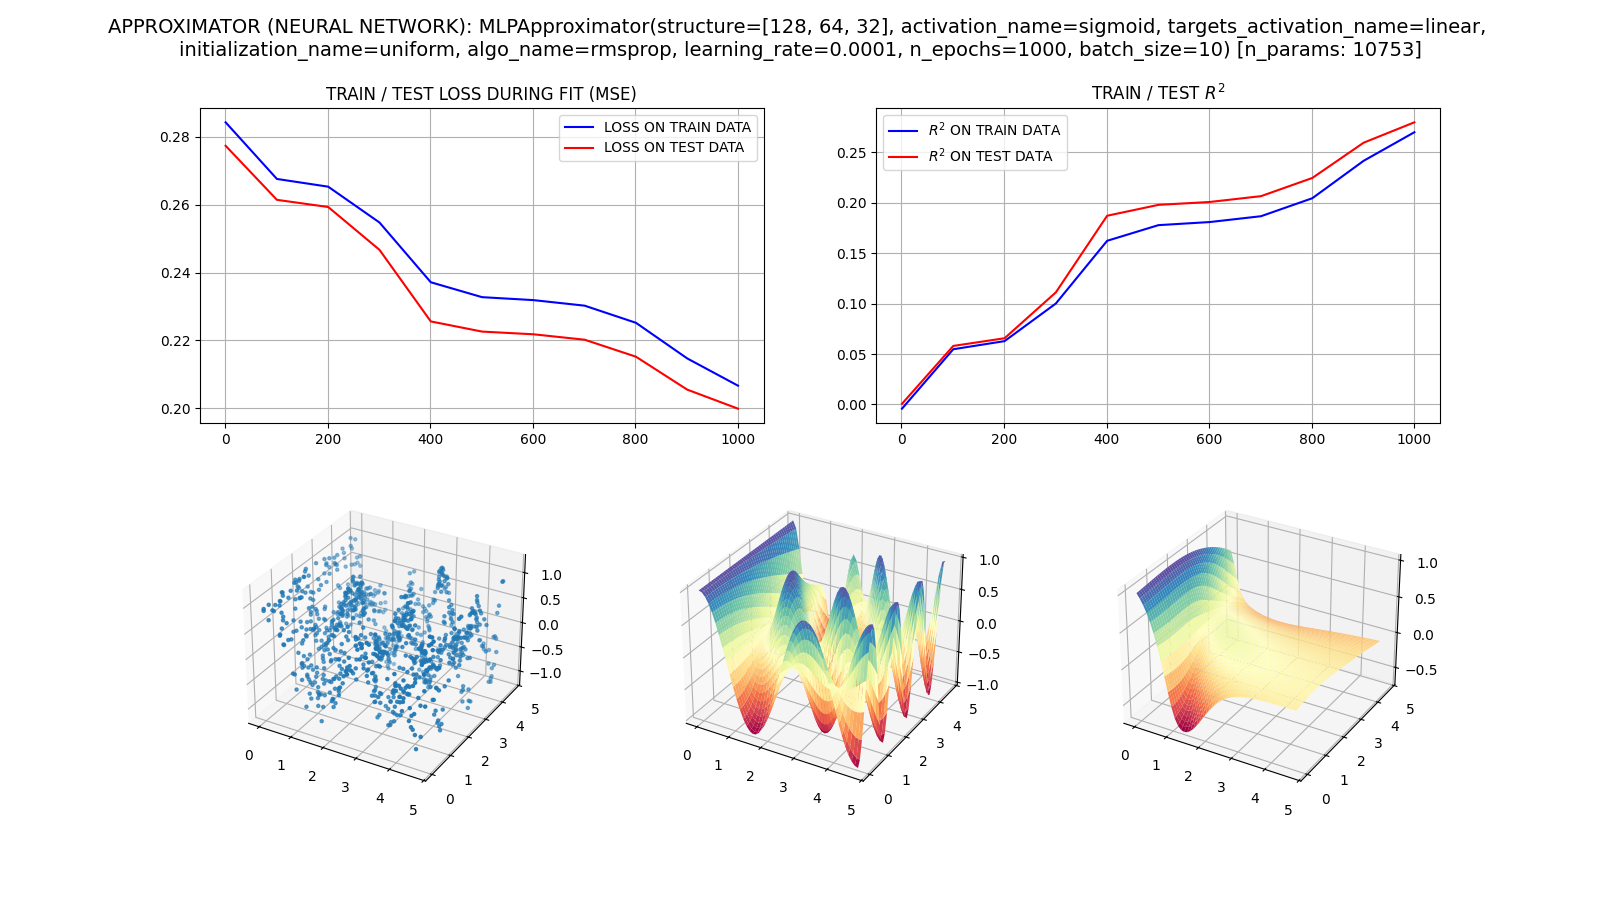 APPROXIMATOR (NEURAL NETWORK): MLPApproximator(structure=[128, 64, 32], activation_name=sigmoid, targets_activation_name=linear,
initialization_name=uniform, algo_name=rmsprop, learning_rate=0.0001, n_epochs=1000, batch_size=10) [n_params: 10753]
TRAIN / TEST LOSS DURING FIT (MSE)
LOSS ON TRAIN DATA
LOSS ON TEST DATA
0.28
0.26
0.24
0.22
0.20
0 200 400 600 800 1000
TRAIN / TEST R²
R² ON TRAIN DATA
R² ON TEST DATA
0.25
0.20
0.15
0.10
0.05
0.00
0 200 400 600 800 1000
1.0
0.5
0.0
−0.5
−1.0
0 1 2 3 4 5
0 1 2 3 4 5
1.0
0.5
0.0
−0.5
−1.0
0 1 2 3 4 5
0 1 2 3 4 5
1.0
0.5
0.0
−0.5
0 1 2 3 4 5
0 1 2 3 4 5